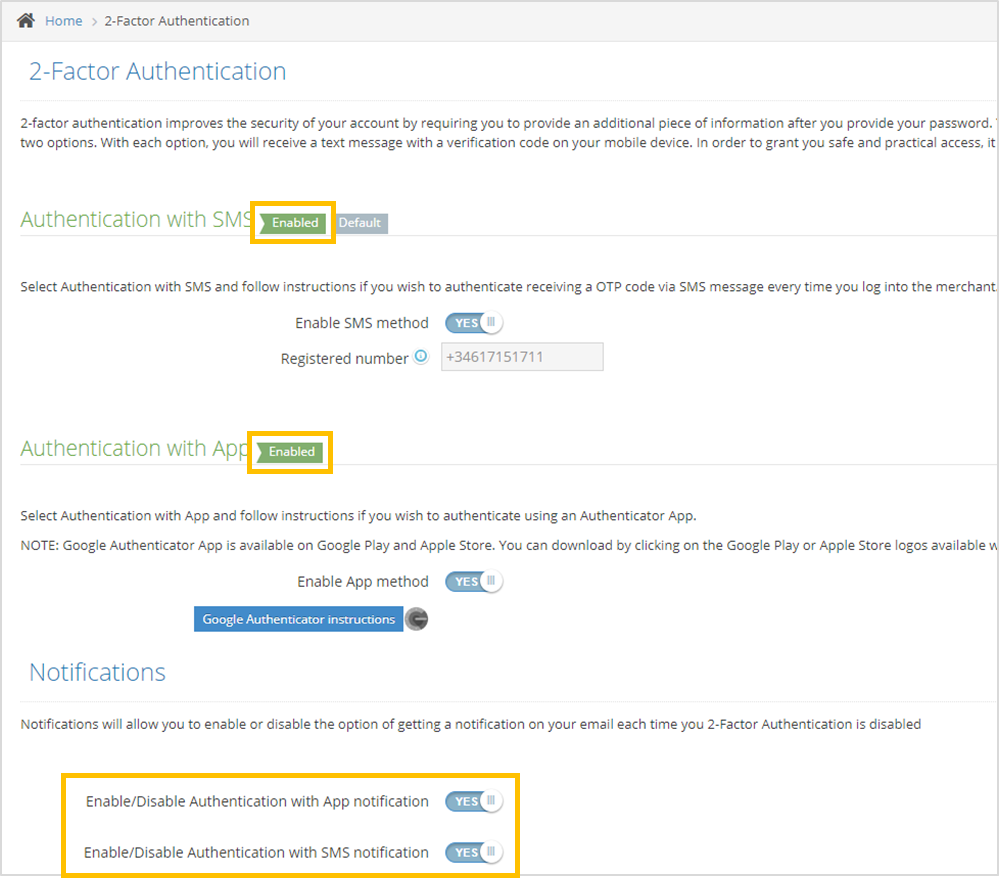 Home > 2-Factor Authentication
2-Factor Authentication
2-factor authentication improves the security of your account by requiring you to provide an additional piece of information after you provide your password.
two options. With each option, you will receive a text message with a verification code on your mobile device. In order to grant you safe and practical access, it
Authentication with SMS Enabled Default
Select Authentication with SMS and follow instructions if you wish to authenticate receiving a OTP code via SMS message every time you log into the merchant.
Enable SMS method YES
Registered number +34617151711
Authentication with App Enabled
Select Authentication with App and follow instructions if you wish to authenticate using an Authenticator App.
NOTE: Google Authenticator App is available on Google Play and Apple Store. You can download by clicking on the Google Play or Apple Store logos available
Enable App method YES
Google Authenticator instructions
Notifications
Notifications will allow you to enable or disable the option of getting a notification on your email each time you 2-Factor Authentication is disabled
Enable/Disable Authentication with App notification YES
Enable/Disable Authentication with SMS notification YES